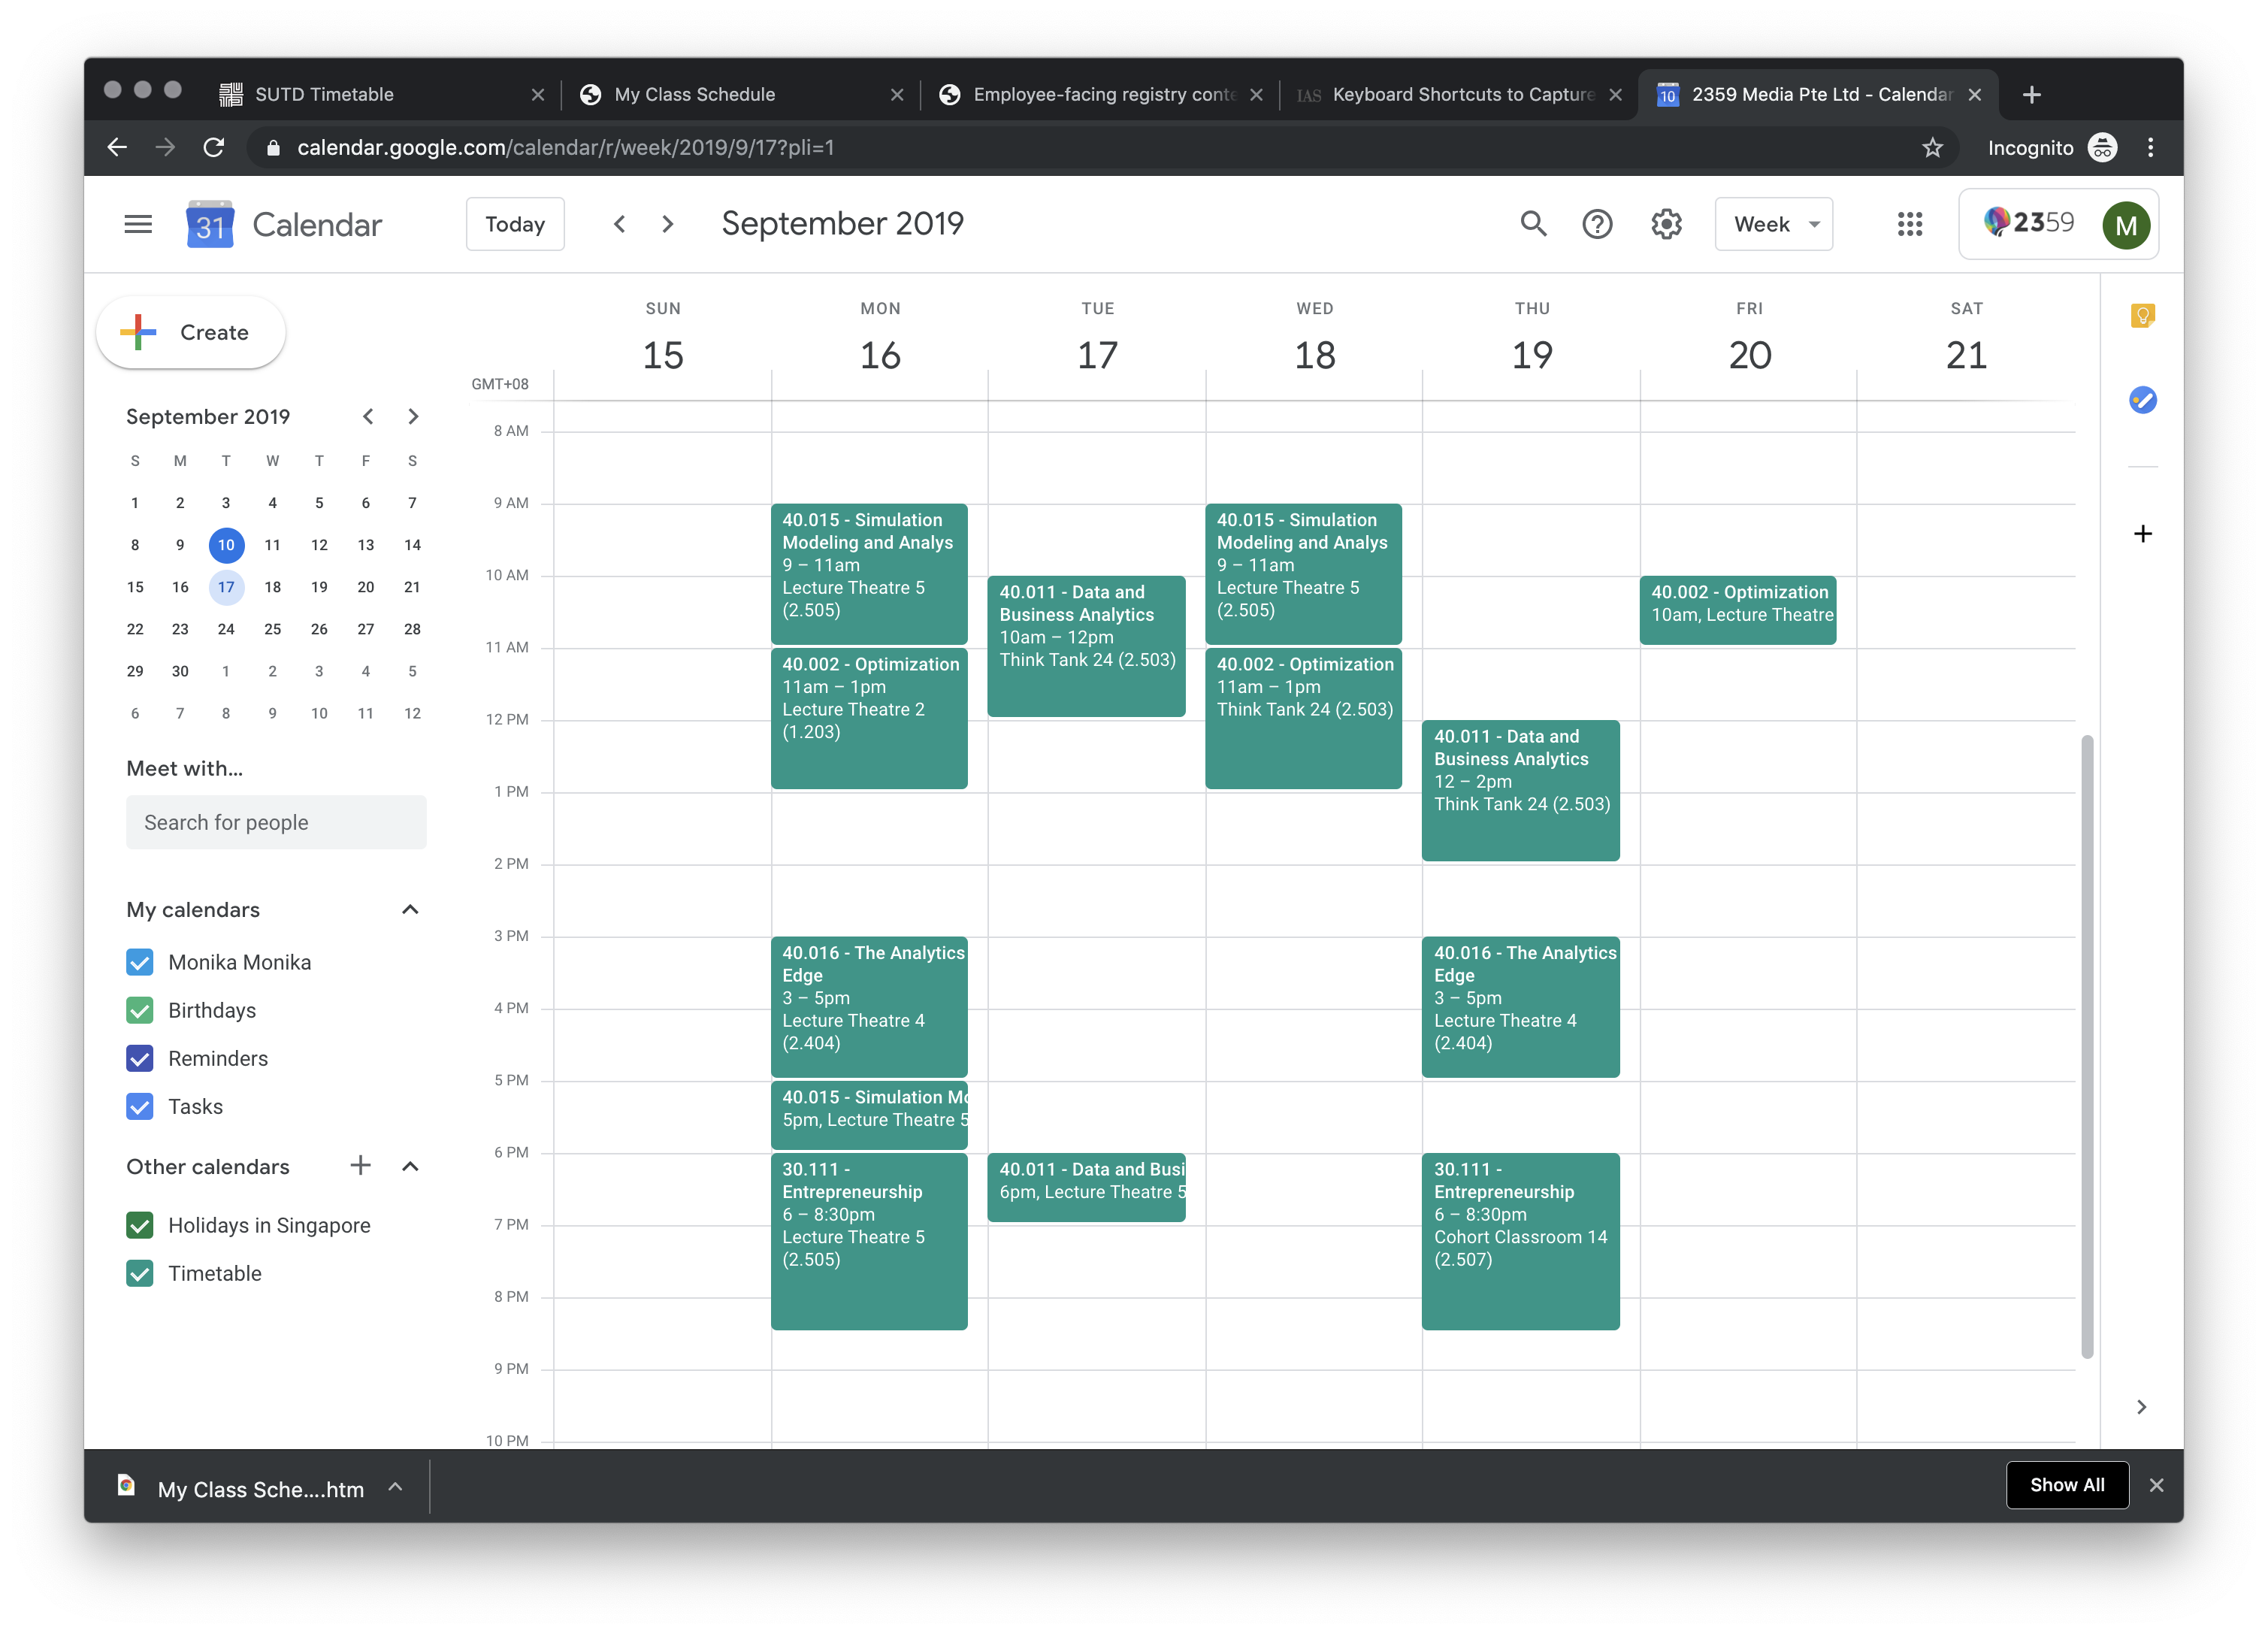 SUTD Timetable
My Class Schedule
Employee-facing registry conte
IAS Keyboard Shortcuts to Capture
10 2359 Media Pte Ltd - Calendar
calendar.google.com/calendar/r/week/2019/9/17?pli=1
Incognito
31 Calendar
Today
September 2019
Week
2359
M
Create
September 2019
S M T W T F S
1 2 3 4 5 6 7
8 9 10 11 12 13 14
15 16 17 18 19 20 21
22 23 24 25 26 27 28
29 30 1 2 3 4 5
6 7 8 9 10 11 12
Meet with...
Search for people
My calendars
Monika Monika
Birthdays
Reminders
Tasks
Other calendars
Holidays in Singapore
Timetable
SUN MON TUE WED THU FRI SAT
15 16 17 18 19 20 21
GMT+08
8 AM
9 AM
10 AM
11 AM
12 PM
1 PM
2 PM
3 PM
4 PM
5 PM
6 PM
7 PM
8 PM
9 PM
10 PM
40.015 - Simulation
Modeling and Analys
9 – 11am
Lecture Theatre 5
(2.505)
40.002 - Optimization
11am – 1pm
Lecture Theatre 2
(1.203)
40.016 - The Analytics
Edge
3 – 5pm
Lecture Theatre 4
(2.404)
40.015 - Simulation Mo
5pm, Lecture Theatre 5
30.111 -
Entrepreneurship
6 – 8:30pm
Lecture Theatre 5
(2.505)
40.011 - Data and
Business Analytics
10am – 12pm
Think Tank 24 (2.503)
40.011 - Data and Busi
6pm, Lecture Theatre 5
40.015 - Simulation
Modeling and Analys
9 – 11am
Lecture Theatre 5
(2.505)
40.002 - Optimization
11am – 1pm
Think Tank 24 (2.503)
40.011 - Data and
Business Analytics
12 – 2pm
Think Tank 24 (2.503)
40.016 - The Analytics
Edge
3 – 5pm
Lecture Theatre 4
(2.404)
30.111 -
Entrepreneurship
6 – 8:30pm
Cohort Classroom 14
(2.507)
40.002 - Optimization
10am, Lecture Theatre
My Class Sche....htm
Show All